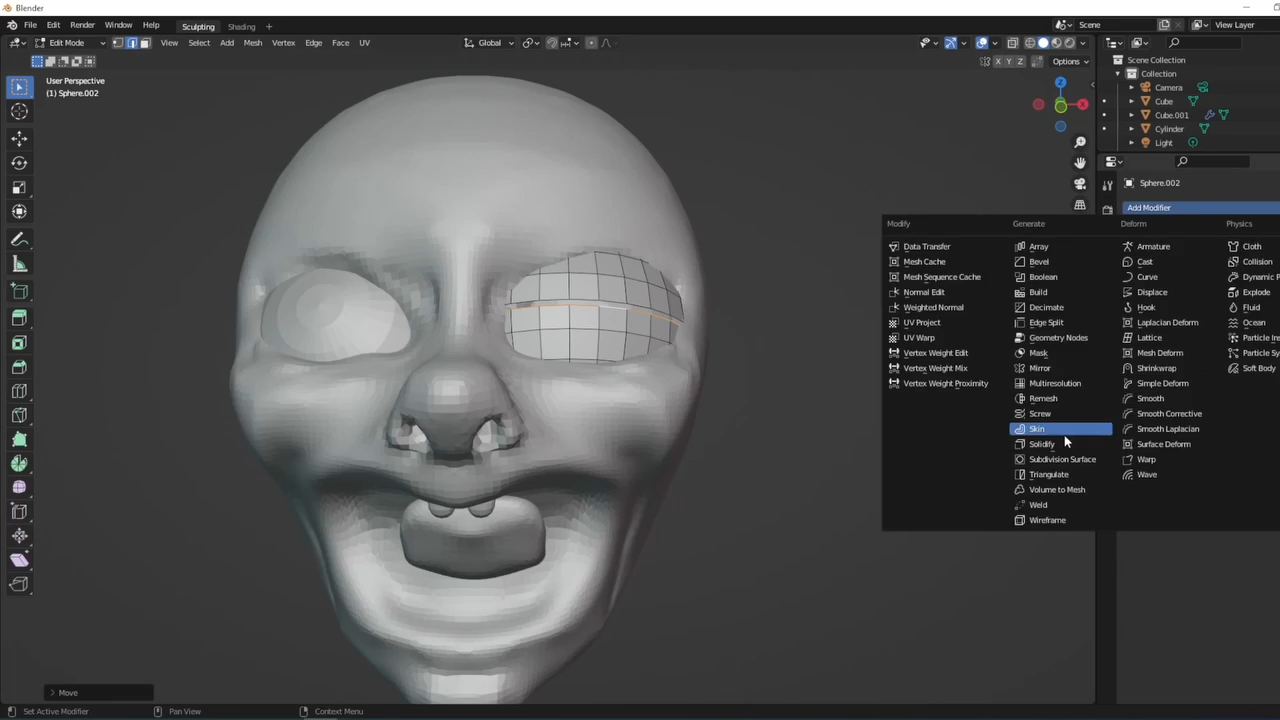 Blender
File Edit Render Window Help Sculpting Shading + Scene View Layer
Edit Mode View Select Add Mesh Vertex Edge Face UV Global
X Y Z Options
User Perspective
(1) Sphere.002
Scene Collection
Collection
Camera
Cube
Cube.001
Cylinder
Light
Z
X
Sphere.002
Add Modifier
Modify Generate Deform Physics
Data Transfer Array Armature Cloth
Mesh Cache Bevel Cast Collision
Mesh Sequence Cache Boolean Curve Dynamic P
Normal Edit Build Displace Explode
Weighted Normal Decimate Hook Fluid
UV Project Edge Split Laplacian Deform Ocean
UV Warp Geometry Nodes Lattice Particle In
Vertex Weight Edit Mask Mesh Deform Particle Sy
Vertex Weight Mix Mirror Shrinkwrap Soft Body
Vertex Weight Proximity Multiresolution Simple Deform
Remesh Smooth
Screw Smooth Corrective
Skin Smooth Laplacian
Solidify Surface Deform
Subdivision Surface Warp
Triangulate Wave
Volume to Mesh
Weld
Wireframe
Move
Set Active Modifier Pan View Context Menu